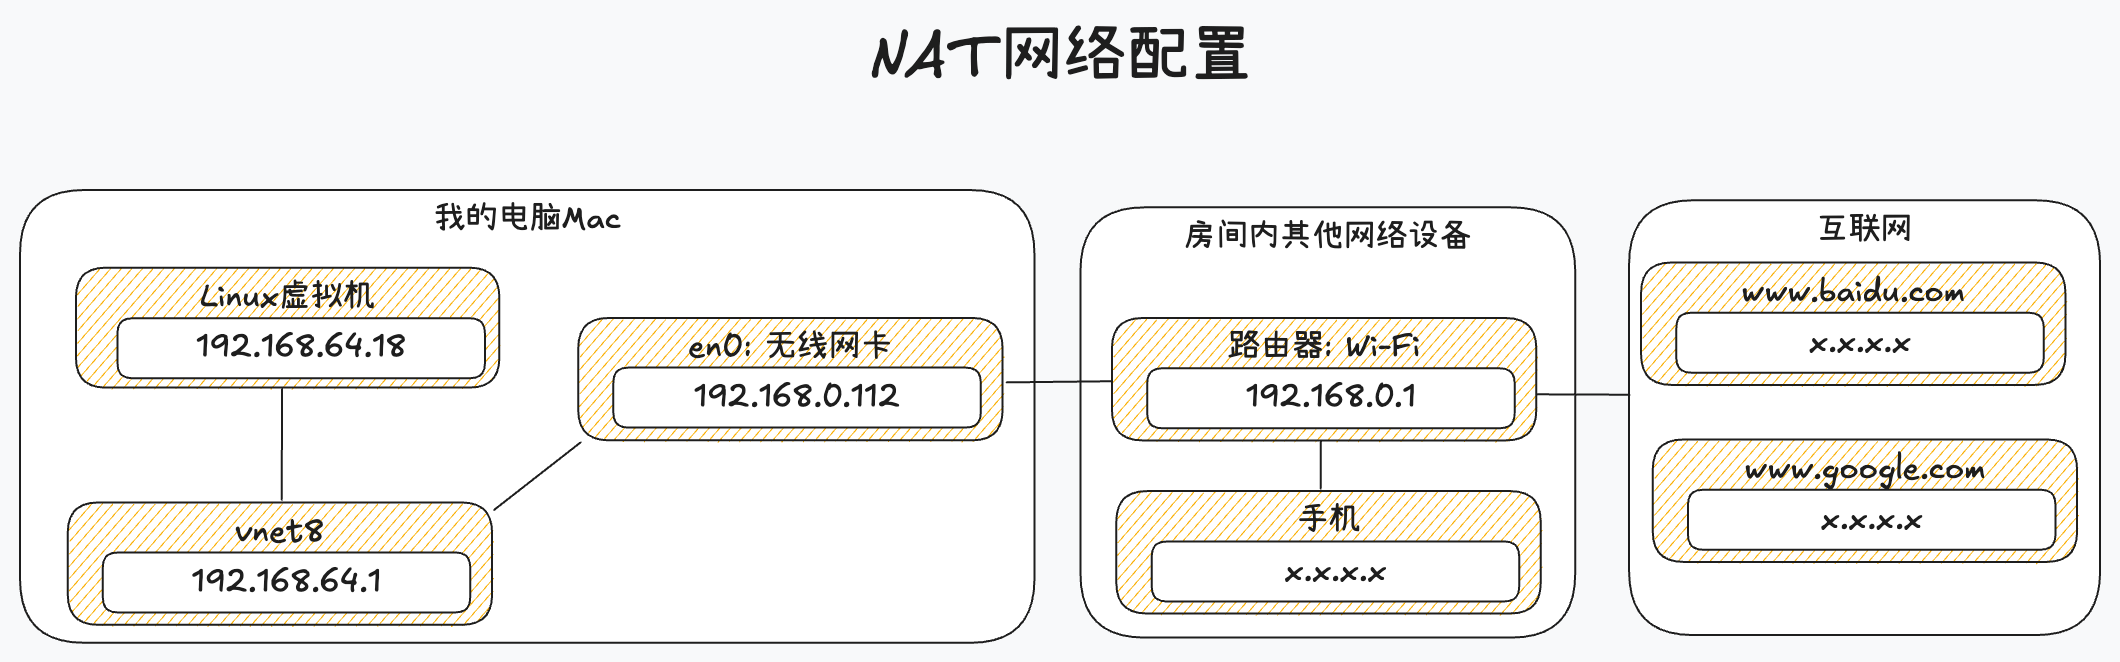 NAT网络配置
我的电脑Mac
Linux虚拟机
192.168.64.18
vnet8
192.168.64.1
en0: 无线网卡
192.168.0.112
房间内其他网络设备
路由器: Wi-Fi
192.168.0.1
手机
x.x.x.x
互联网
www.baidu.com
x.x.x.x
www.google.com
x.x.x.x